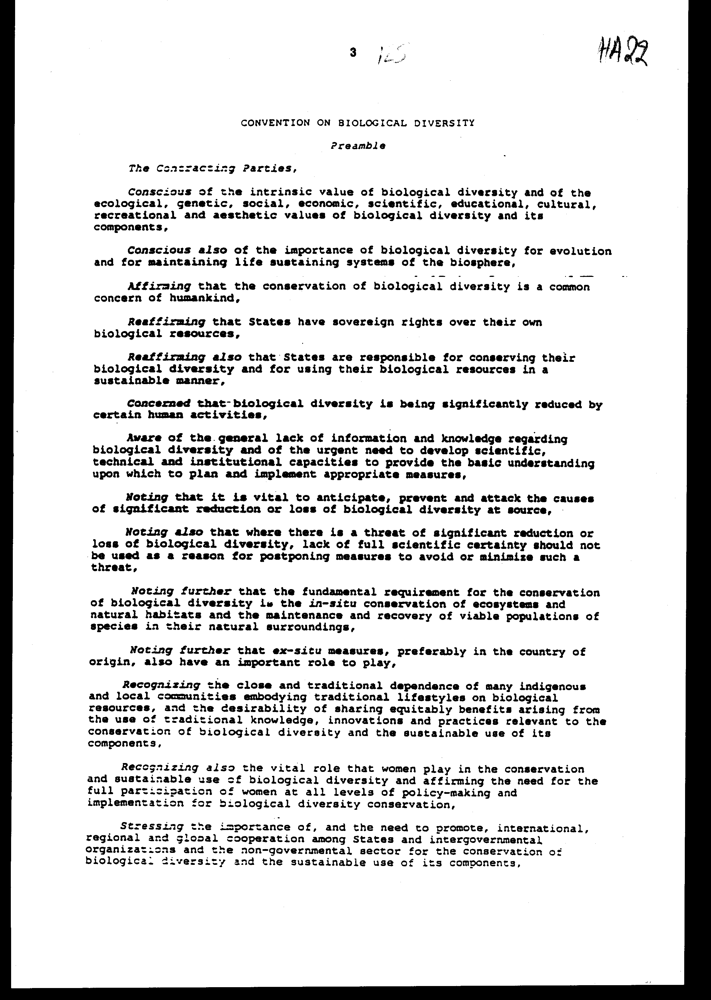 3
HA22
CONVENTION ON BIOLOGICAL DIVERSITY
Preamble
The Contracting Parties,
Conscious of the intrinsic value of biological diversity and of the
ecological, genetic, social, economic, scientific, educational, cultural,
recreational and aesthetic values of biological diversity and its
components,
Conscious also of the importance of biological diversity for evolution
and for maintaining life sustaining systems of the biosphere,
Affirming that the conservation of biological diversity is a common
concern of humankind,
Reaffirming that States have sovereign rights over their own
biological resources,
Reaffirming also that States are responsible for conserving their
biological diversity and for using their biological resources in a
sustainable manner,
Concerned that biological diversity is being significantly reduced by
certain human activities,
Aware of the general lack of information and knowledge regarding
biological diversity and of the urgent need to develop scientific,
technical and institutional capacities to provide the basic understanding
upon which to plan and implement appropriate measures,
Noting that it is vital to anticipate, prevent and attack the causes
of significant reduction or loss of biological diversity at source,
Noting also that where there is a threat of significant reduction or
loss of biological diversity, lack of full scientific certainty should not
be used as a reason for postponing measures to avoid or minimize such a
threat,
Noting further that the fundamental requirement for the conservation
of biological diversity is the in-situ conservation of ecosystems and
natural habitats and the maintenance and recovery of viable populations of
species in their natural surroundings,
Noting further that ex-situ measures, preferably in the country of
origin, also have an important role to play,
Recognizing the close and traditional dependence of many indigenous
and local communities embodying traditional lifestyles on biological
resources, and the desirability of sharing equitably benefits arising from
the use of traditional knowledge, innovations and practices relevant to the
conservation of biological diversity and the sustainable use of its
components,
Recognizing also the vital role that women play in the conservation
and sustainable use of biological diversity and affirming the need for the
full participation of women at all levels of policy-making and
implementation for biological diversity conservation,
Stressing the importance of, and the need to promote, international,
regional and global cooperation among States and intergovernmental
organizations and the non-governmental sector for the conservation of
biological diversity and the sustainable use of its components,